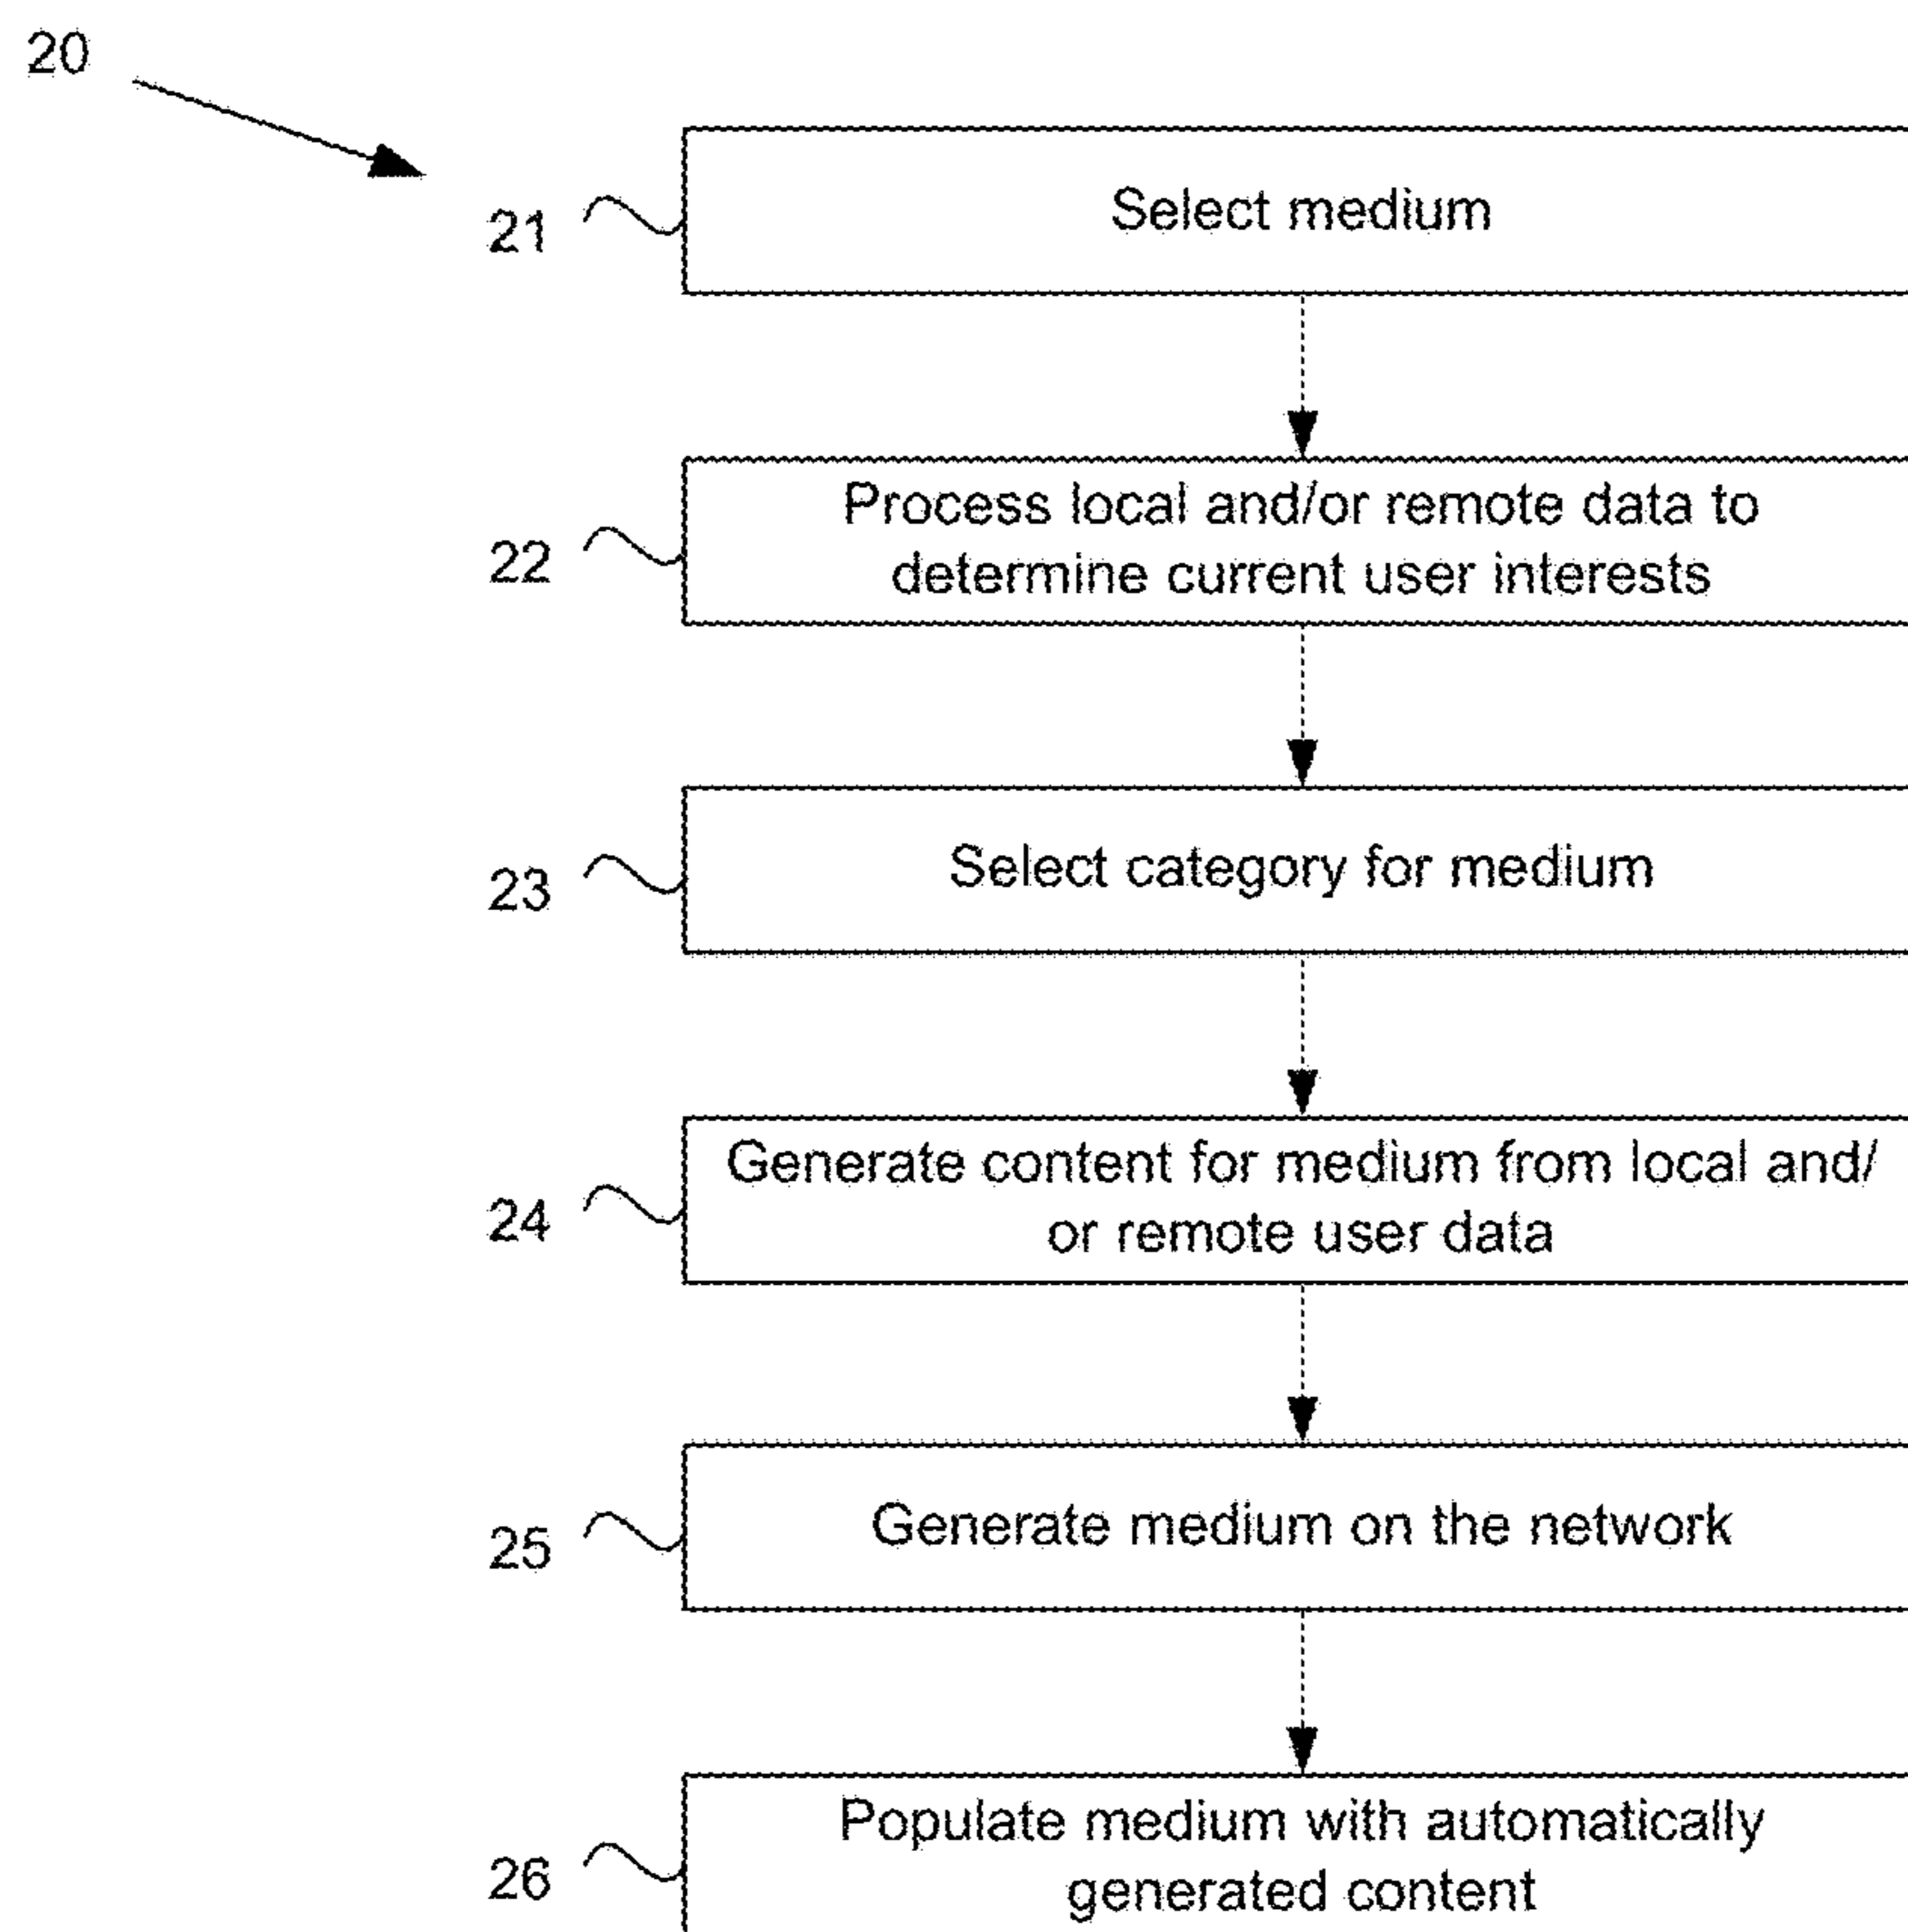 20
21
Select medium
22
Process local and/or remote data to
determine current user interests
23
Select category for medium
24
Generate content for medium from local and/
or remote user data
25
Generate medium on the network
26
Populate medium with automatically
generated content